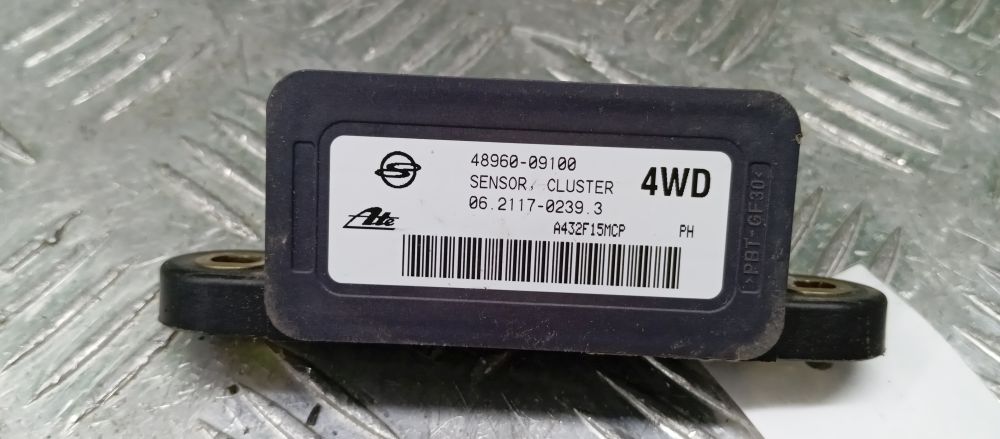 48960-09100
SENSOR, CLUSTER
4WD
06.2117-0239.3
Ate
A432F15MCP PH
>PBT-GF30<